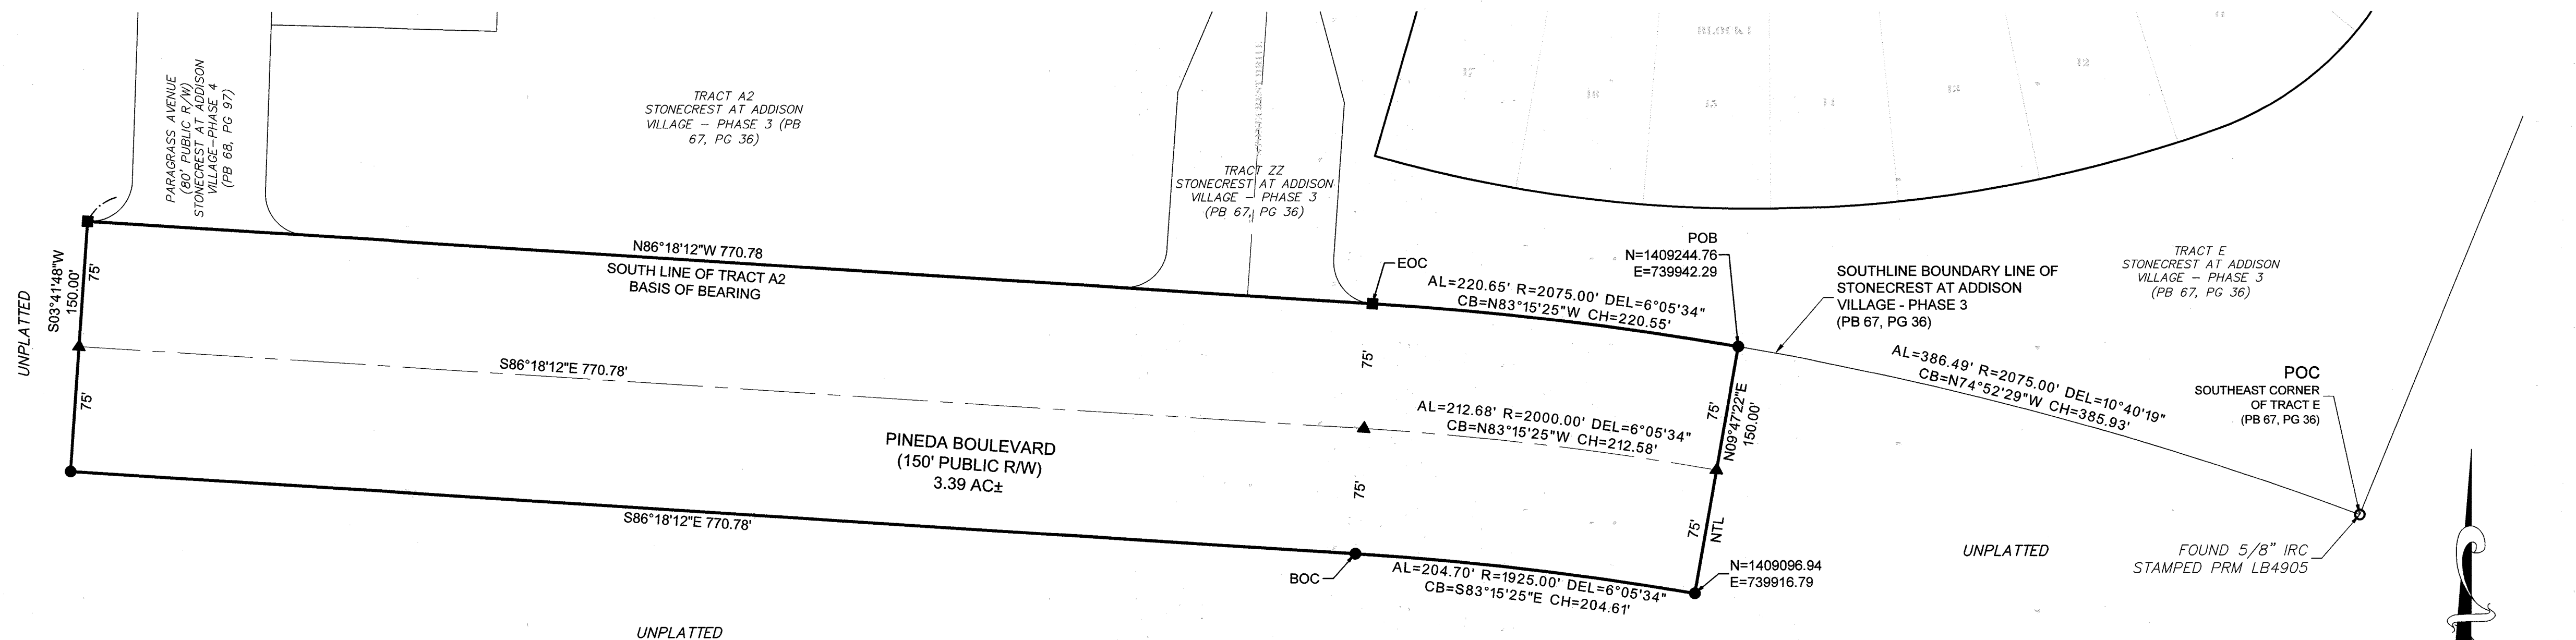 BLOCK I
17
16
15
14
13
12
11
PARAGRASS AVENUE
(80' PUBLIC R/W)
STONECREST AT ADDISON
VILLAGE-PHASE 4
(PB 68, PG 97)
TRACT A2
STONECREST AT ADDISON
VILLAGE - PHASE 3 (PB
67, PG 36)
TRACT ZZ
STONECREST AT ADDISON
VILLAGE - PHASE 3
(PB 67, PG 36)
TRACT E
STONECREST AT ADDISON
VILLAGE - PHASE 3
(PB 67, PG 36)
POB
N=1409244.76
E=739942.29
SOUTHLINE BOUNDARY LINE OF
STONECREST AT ADDISON
VILLAGE - PHASE 3
(PB 67, PG 36)
EOC
AL=220.65' R=2075.00' DEL=6°05'34"
CB=N83°15'25"W CH=220.55'
N86°18'12"W 770.78
SOUTH LINE OF TRACT A2
BASIS OF BEARING
UNPLATTED
S03°41'48"W
150.00'
75'
75'
S86°18'12"E 770.78'
75'
AL=212.68' R=2000.00' DEL=6°05'34"
CB=N83°15'25"W CH=212.58'
75'
N09°47'22"E
150.00'
AL=386.49' R=2075.00' DEL=10°40'19"
CB=N74°52'29"W CH=385.93'
POC
SOUTHEAST CORNER
OF TRACT E
(PB 67, PG 36)
PINEDA BOULEVARD
(150' PUBLIC R/W)
3.39 AC±
75'
75'
NTL
S86°18'12"E 770.78'
BOC
AL=204.70' R=1925.00' DEL=6°05'34"
CB=S83°15'25"E CH=204.61'
N=1409096.94
E=739916.79
UNPLATTED
FOUND 5/8" IRC
STAMPED PRM LB4905
UNPLATTED